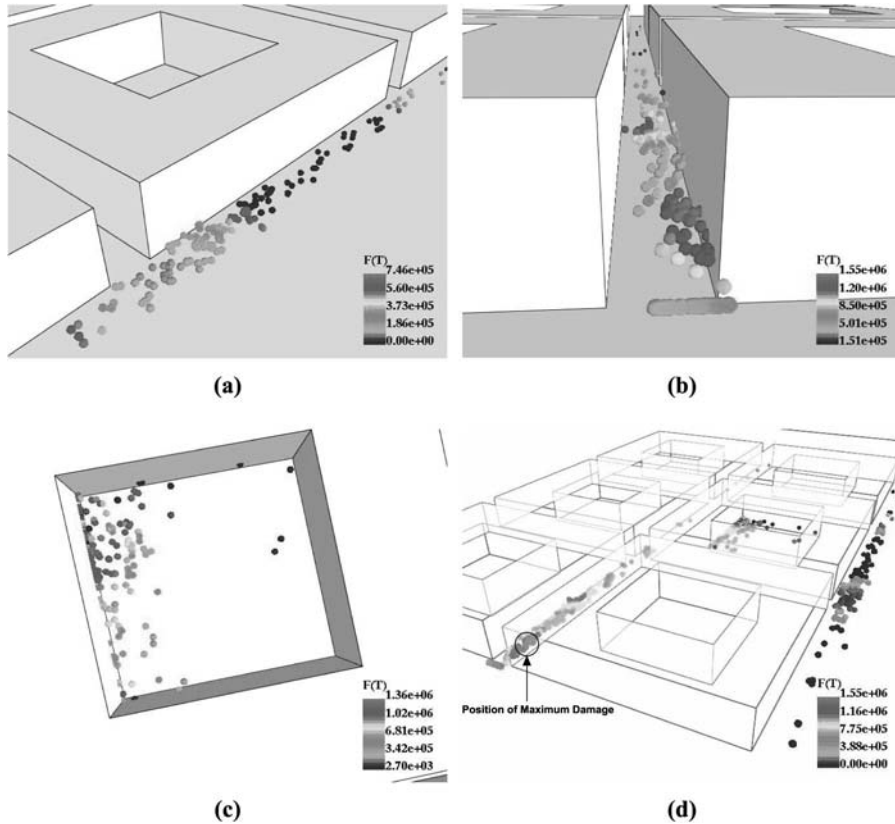 F(T)
7.46e+05
5.60e+05
3.73e+05
1.86e+05
0.00e+00
(a)
F(T)
1.55e+06
1.20e+06
8.50e+05
5.01e+05
1.51e+05
(b)
F(T)
1.36e+06
1.02e+06
6.81e+05
3.42e+05
2.70e+03
(c)
Position of Maximum Damage
F(T)
1.55e+06
1.16e+06
7.75e+05
3.88e+05
0.00e+00
(d)